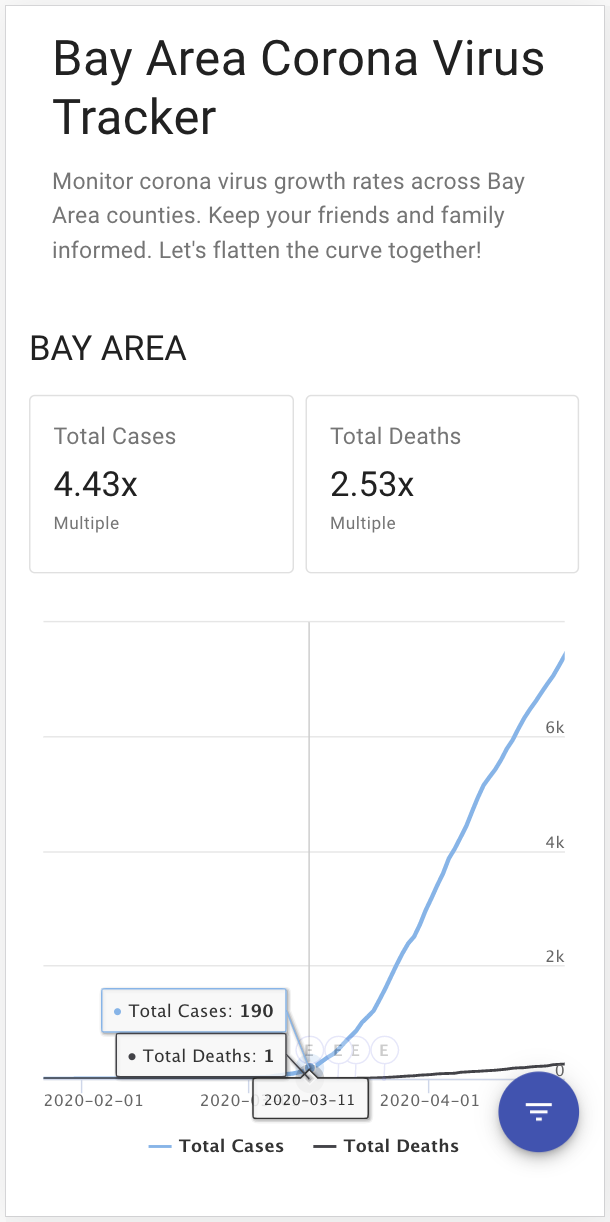 Bay Area Corona Virus
Tracker
Monitor corona virus growth rates across Bay
Area counties. Keep your friends and family
informed. Let's flatten the curve together!
BAY AREA
Total Cases
4.43x
Multiple
Total Deaths
2.53x
Multiple
6k
4k
2k
Total Cases: 190
E E E E
Total Deaths: 1
0
2020-02-01 2020-0 2020-03-11 2020-04-01
Total Cases Total Deaths